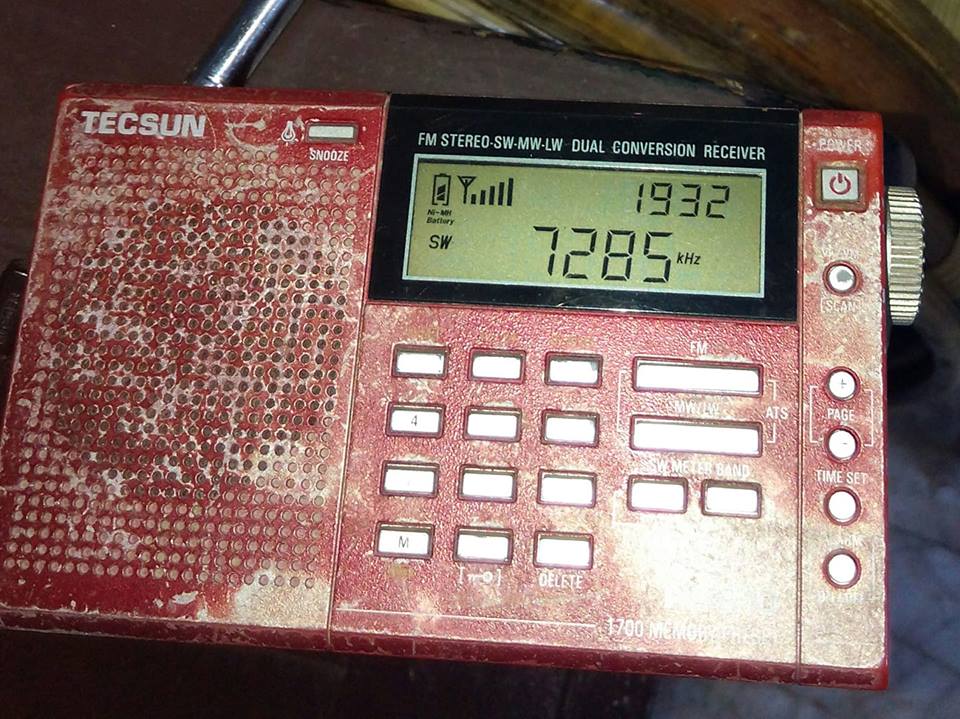 TECSUN
SNOOZE
FM STEREO-SW-MW-LW DUAL CONVERSION RECEIVER
1932
Ni-MH
Battery
SW
7285 kHz
POWER
SCAN
FM
MW/LW
ATS
SW METER BAND
+
PAGE
-
TIME SET
4
M
DELETE
1700 MEMORY